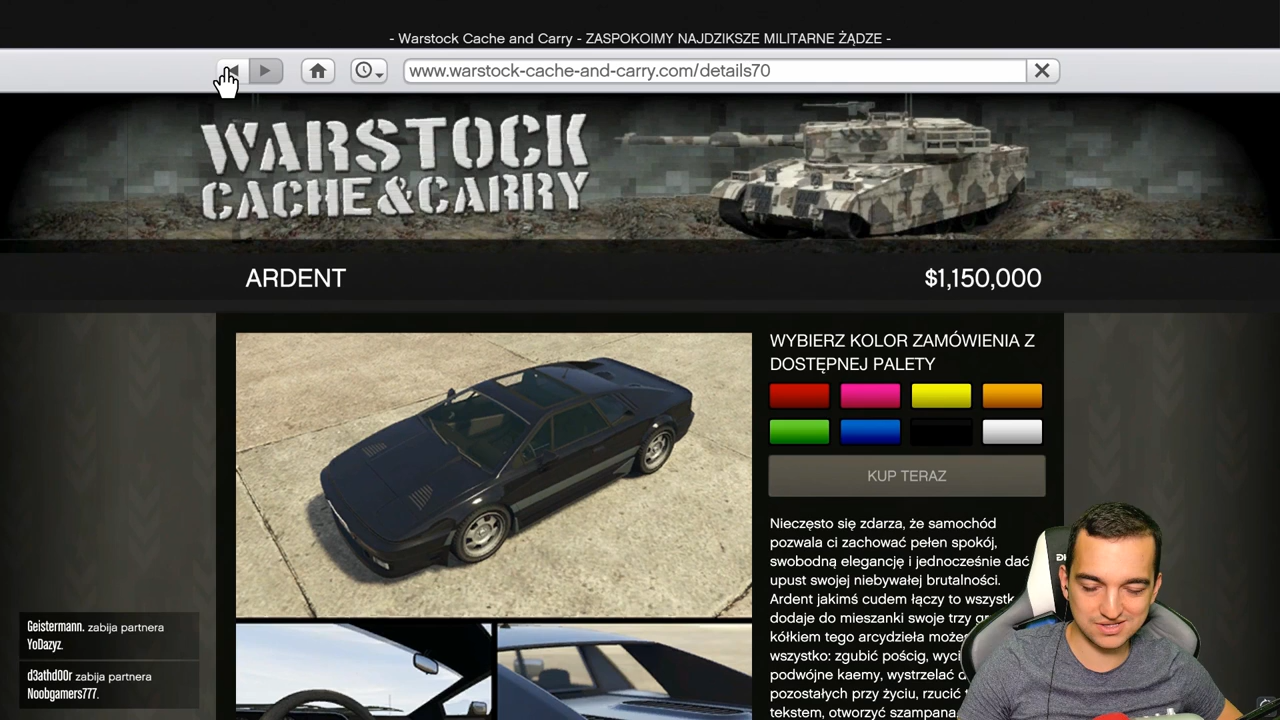 - Warstock Cache and Carry - ZASPOKOIMY NAJDZIKSZE MILITARNE ŻĄDZE -
www.warstock-cache-and-carry.com/details70
WARSTOCK
CACHE&CARRY
ARDENT
$1,150,000
WYBIERZ KOLOR ZAMÓWIENIA Z
DOSTĘPNEJ PALETY
KUP TERAZ
Nieczęsto się zdarza, że samochód
pozwala ci zachować pełen spokój,
swobodną elegancję i jednocześnie dać
upust swojej niebywałej brutalności.
Ardent jakimś cudem łączy to
dodaje do mieszanki swoje trzy
kółkiem tego arcydzieła
wszystko: zgubić pościg,
podwójne kaemy, wystrzelać
pozostałych przy życiu, rzucić
tekstem, otworzyć szampana,
Geistermann. zabija partnera
YoDazyz.
d3athd00r zabija partnera
Noobgamers777.